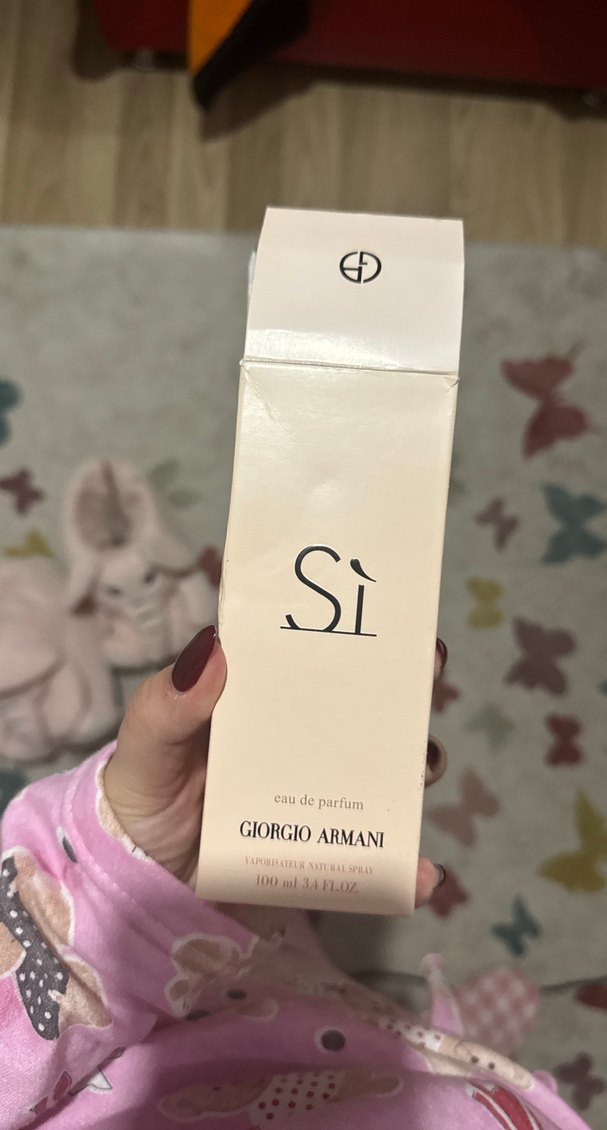 Sì
eau de parfum
GIORGIO ARMANI
VAPORISATEUR NATURAL SPRAY
100 ml 3.4 FL.OZ.